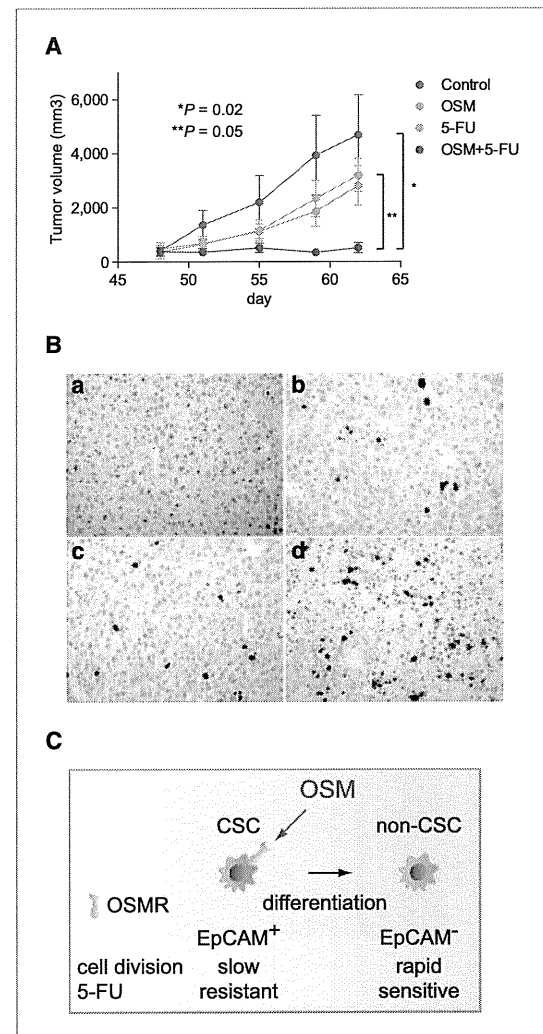 A
6,000
4,000
2,000
0
Tumor volume (mm3)
45 50 55 60 65
day
*P = 0.02
**P = 0.05
Control
OSM
5-FU
OSM+5-FU
*
**
B
a
b
c
d
C
OSM
CSC
non-CSC
OSMR
differentiation
EpCAM+
EpCAM-
cell division slow rapid
5-FU resistant sensitive